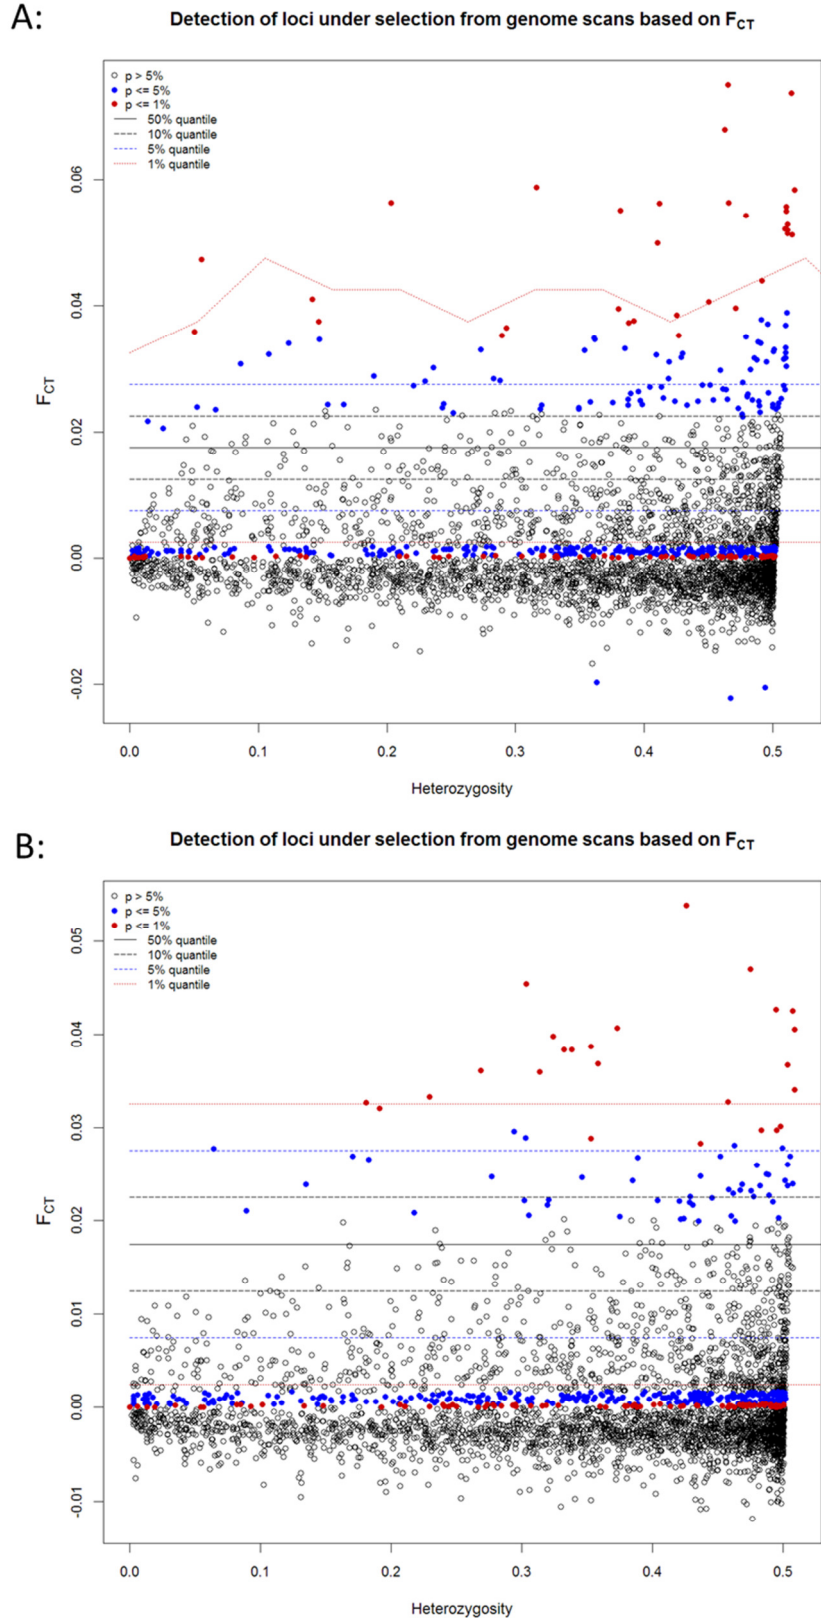 A:
Detection of loci under selection from genome scans based on FCT
p > 5%
p <= 5%
p <= 1%
50% quantile
10% quantile
5% quantile
1% quantile
0.06
0.04
0.02
0.00
-0.02
FCT
0.0 0.1 0.2 0.3 0.4 0.5
Heterozygosity
B:
Detection of loci under selection from genome scans based on FCT
p > 5%
p <= 5%
p <= 1%
50% quantile
10% quantile
5% quantile
1% quantile
0.05
0.04
0.03
0.02
0.01
0.00
-0.01
FCT
0.0 0.1 0.2 0.3 0.4 0.5
Heterozygosity